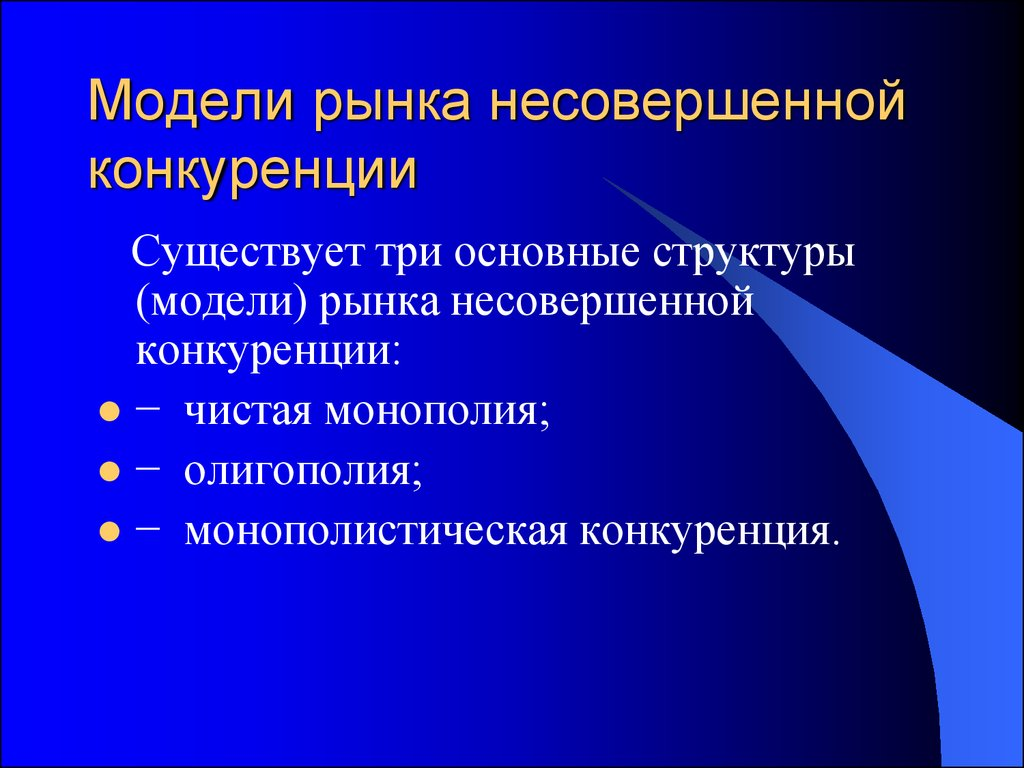 Модели рынка несовершенной
конкуренции
Существует три основные структуры
(модели) рынка несовершенной
конкуренции:
● − чистая монополия;
● − олигополия;
● − монополистическая конкуренция.